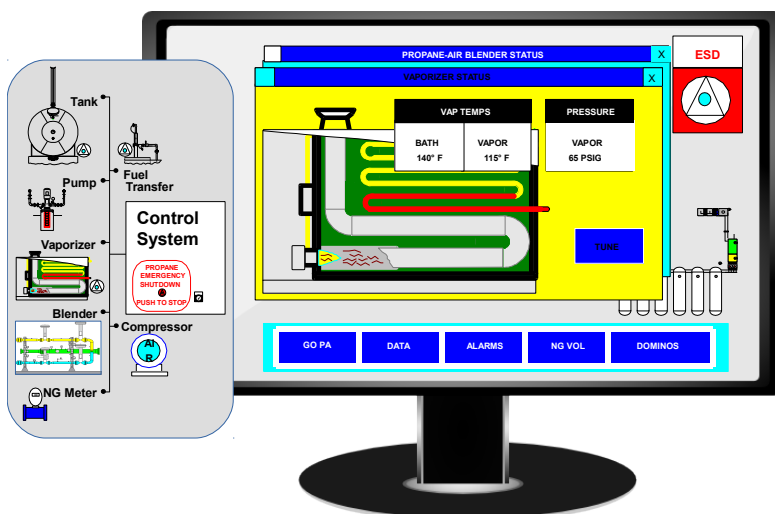 Tank
Fuel
Transfer
Pump
Vaporizer
Blender
Compressor
AI
R
NG Meter
Control
System
PROPANE
EMERGENCY
SHUTDOWN
PUSH TO STOP
PROPANE-AIR BLENDER STATUS
X
VAPORIZER STATUS
X
VAP TEMPS
BATH
140° F
VAPOR
115° F
PRESSURE
VAPOR
65 PSIG
TUNE
ESD
GO PA
DATA
ALARMS
NG VOL
DOMINOS